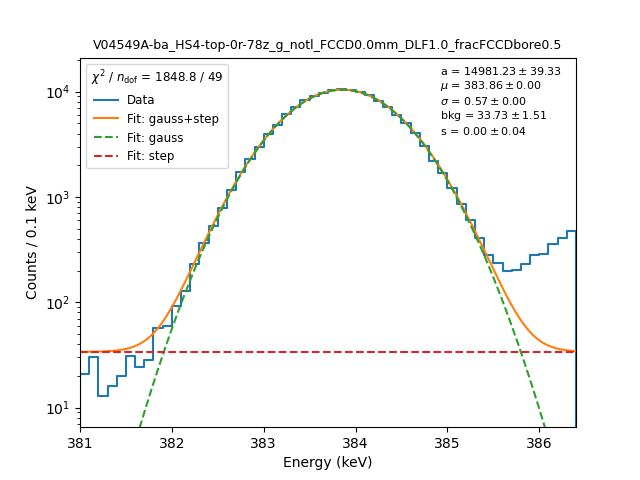 V04549A-ba_HS4-top-0r-78z_g_notl_FCCD0.0mm_DLF1.0_fracFCCDbore0.5
χ² / n_dof = 1848.8 / 49
Data
Fit: gauss+step
Fit: gauss
Fit: step
a = 14981.23 ± 39.33
μ = 383.86 ± 0.00
σ = 0.57 ± 0.00
bkg = 33.73 ± 1.51
s = 0.00 ± 0.04
Counts / 0.1 keV
10⁴
10³
10²
10¹
381 382 383 384 385 386
Energy (keV)